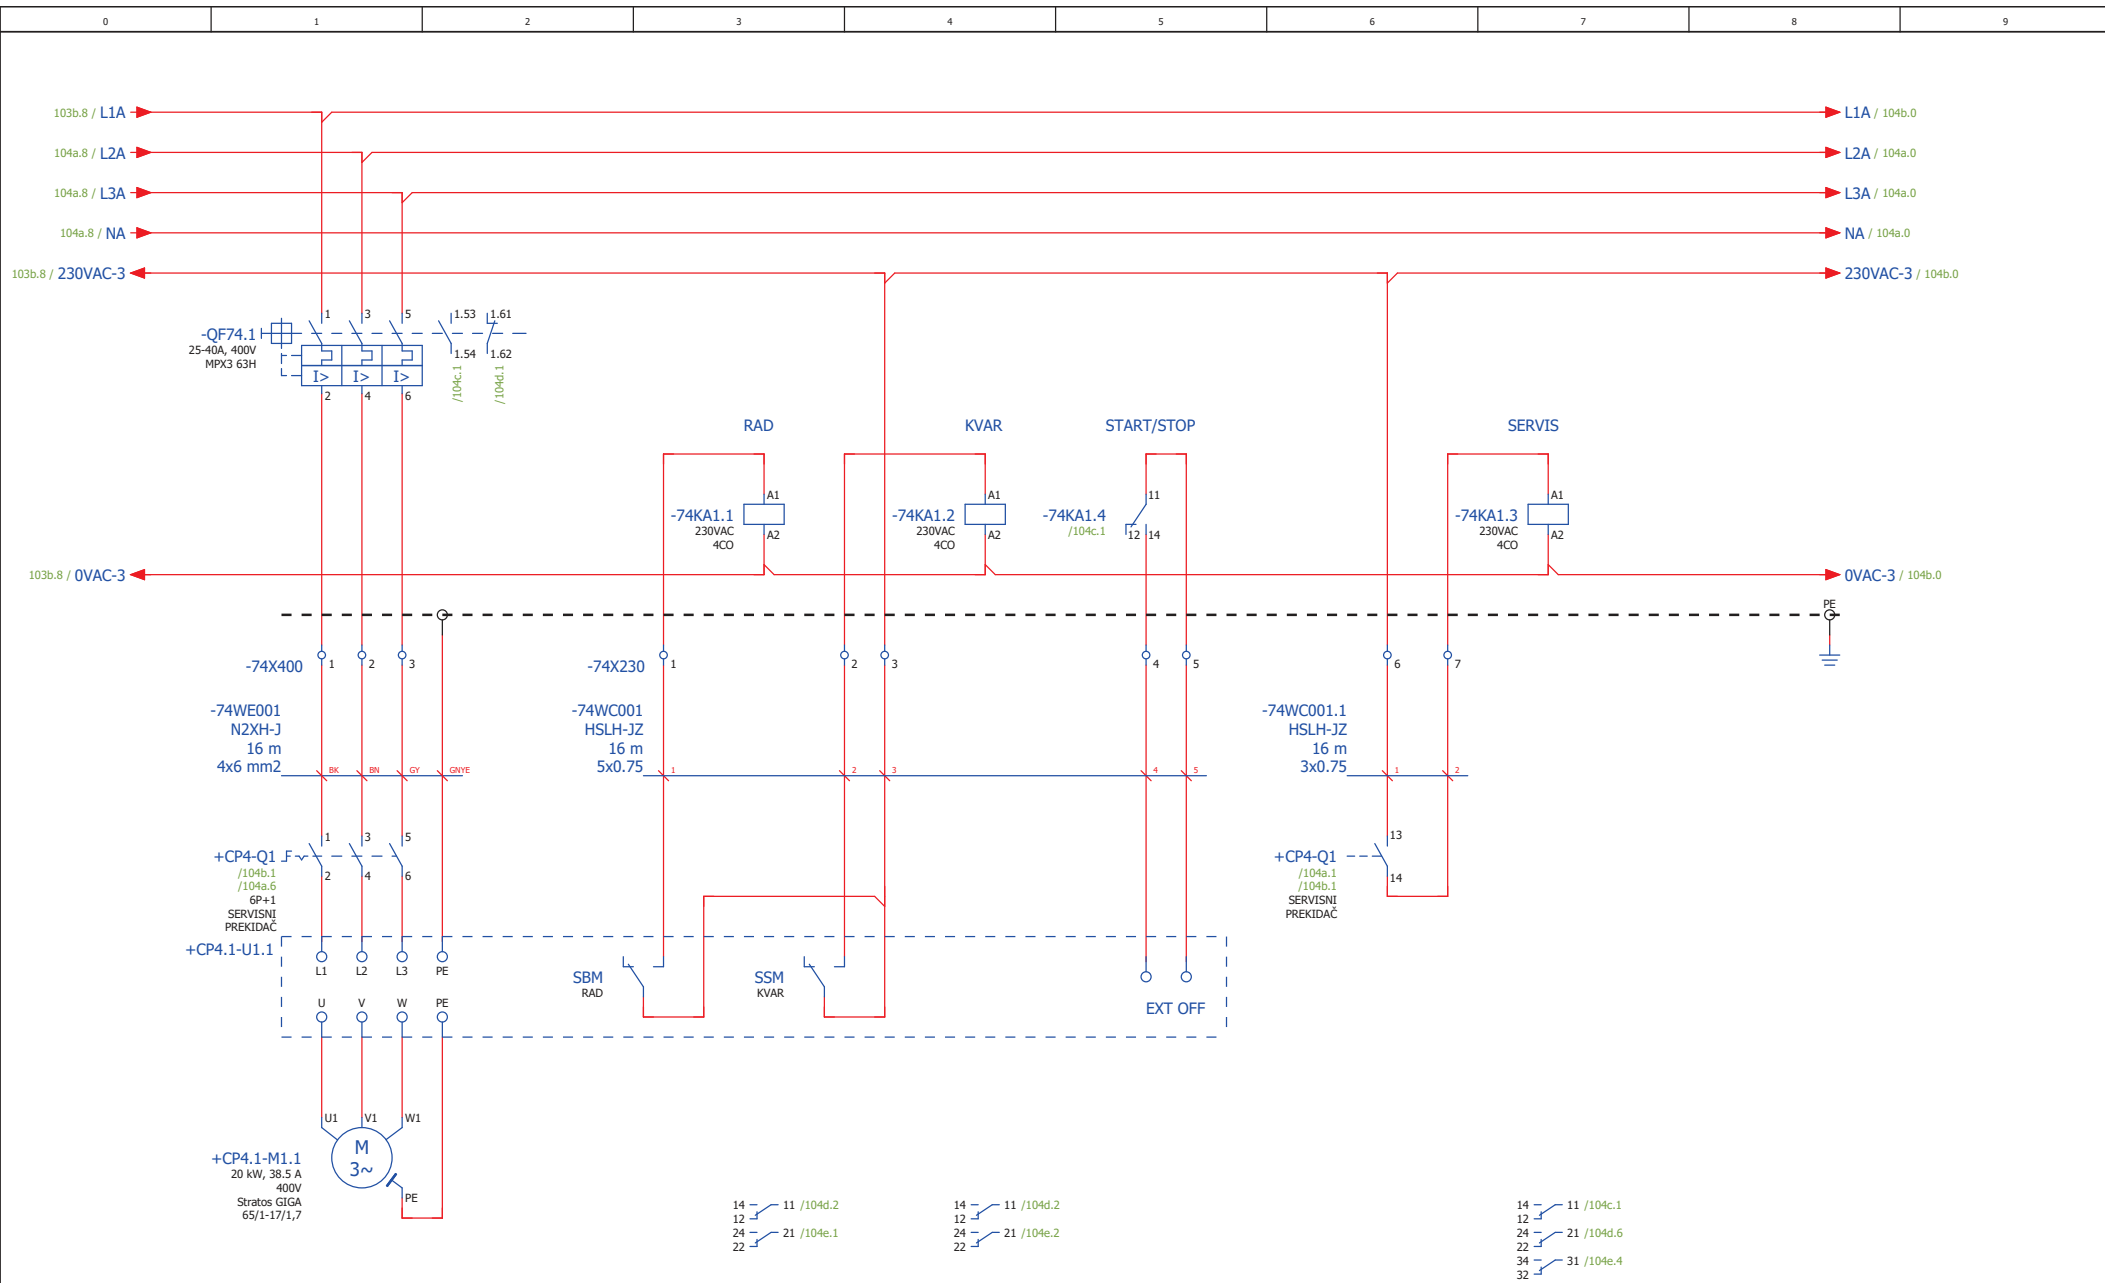 0 1 2 3 4 5 6 7 8 9
103b.8 / L1A L1A / 104b.0
104a.8 / L2A L2A / 104a.0
104a.8 / L3A L3A / 104a.0
104a.8 / NA NA / 104a.0
103b.8 / 230VAC-3 230VAC-3 / 104b.0
1 3 5 1.53 1.61
-QF74.1
25-40A, 400V
MPX3 63H
1.54 1.62
I> I> I>
2 4 6
/104c.1 /104d.1
RAD KVAR START/STOP SERVIS
A1 A1 11 A1
-74KA1.1 -74KA1.2 -74KA1.4 -74KA1.3
230VAC 230VAC /104c.1 230VAC
A2 A2 12 14 A2
4CO 4CO 4CO
103b.8 / 0VAC-3 0VAC-3 / 104b.0
PE
-74X400 1 2 3 -74X230 1 2 3 4 5 6 7
-74WE001 -74WC001 -74WC001.1
N2XH-J HSLH-JZ HSLH-JZ
16 m 16 m 16 m
4x6 mm2 5x0.75 3x0.75
BK BN GY GNYE 1 2 3 4 5 1 2
1 3 5 13
+CP4-Q1 +CP4-Q1
/104b.1 /104a.1
/104a.6 /104b.1
2 4 6 14
6P+1 SERVISNI
SERVISNI PREKIDAČ
PREKIDAČ
+CP4.1-U1.1
L1 L2 L3 PE
SBM SSM
RAD KVAR
U V W PE
EXT OFF
U1 V1 W1
M
3~
+CP4.1-M1.1
20 kW, 38.5 A
400V
Stratos GIGA
65/1-17/1,7
PE
14 11 /104d.2 14 11 /104d.2 14 11 /104c.1
12 12 12
24 21 /104e.1 24 21 /104e.2 24 21 /104d.6
22 22 22
34 31 /104e.4
32